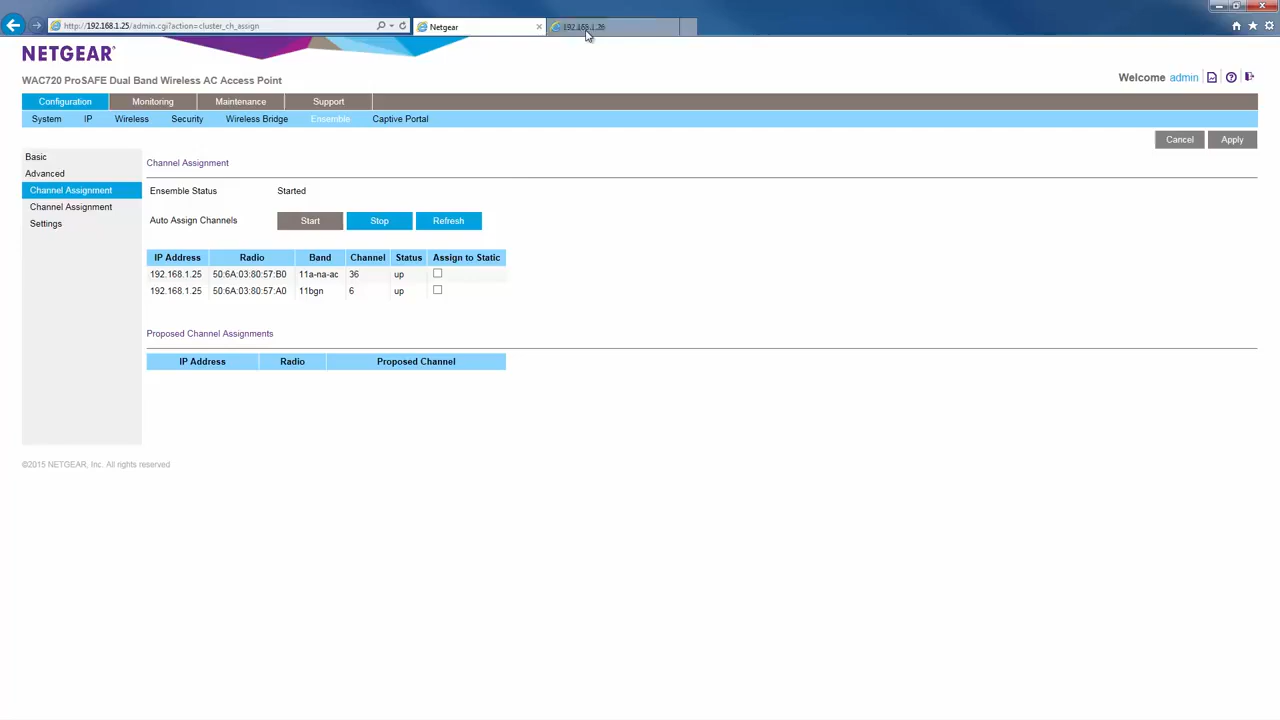 http://192.168.1.25/admin.cgi?action=cluster_ch_assign
Netgear
192.168.1.26
NETGEAR®
WAC720 ProSAFE Dual Band Wireless AC Access Point
Welcome admin
Configuration Monitoring Maintenance Support
System IP Wireless Security Wireless Bridge Ensemble Captive Portal
Cancel Apply
Basic
Advanced
Channel Assignment
Channel Assignment
Settings
Channel Assignment
Ensemble Status Started
Auto Assign Channels Start Stop Refresh
IP Address Radio Band Channel Status Assign to Static
192.168.1.25 50:6A:03:80:57:B0 11a-na-ac 36 up
192.168.1.25 50:6A:03:80:57:A0 11bgn 6 up
Proposed Channel Assignments
IP Address Radio Proposed Channel
©2015 NETGEAR, Inc. All rights reserved